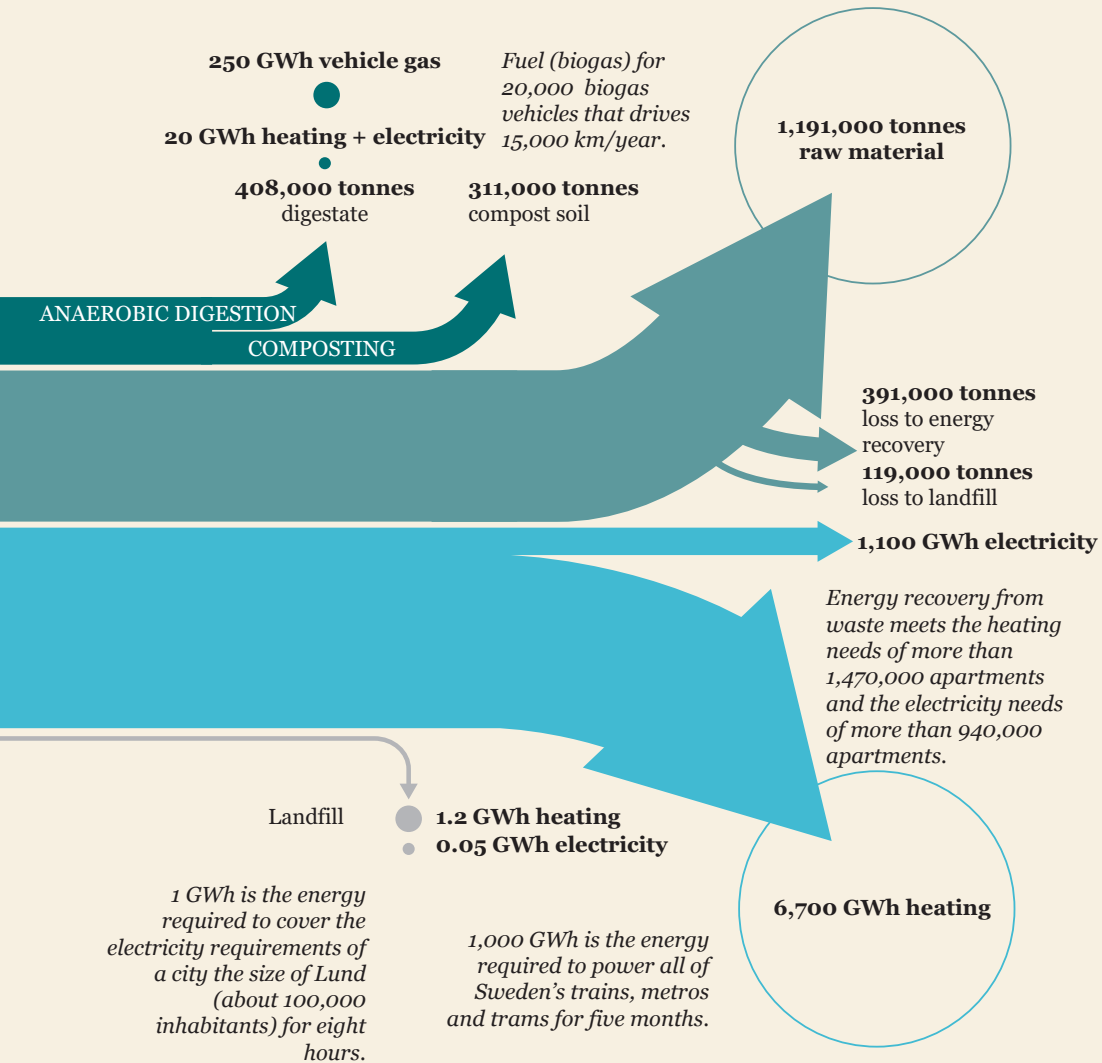 250 GWh vehicle gas
20 GWh heating + electricity
408,000 tonnes
digestate
Fuel (biogas) for
20,000 biogas
vehicles that drives
15,000 km/year.
311,000 tonnes
compost soil
1,191,000 tonnes
raw material
ANAEROBIC DIGESTION
COMPOSTING
391,000 tonnes
loss to energy
recovery
119,000 tonnes
loss to landfill
1,100 GWh electricity
Energy recovery from
waste meets the heating
needs of more than
1,470,000 apartments
and the electricity needs
of more than 940,000
apartments.
Landfill
1.2 GWh heating
0.05 GWh electricity
1 GWh is the energy
required to cover the
electricity requirements of
a city the size of Lund
(about 100,000
inhabitants) for eight
hours.
1,000 GWh is the energy
required to power all of
Sweden's trains, metros
and trams for five months.
6,700 GWh heating